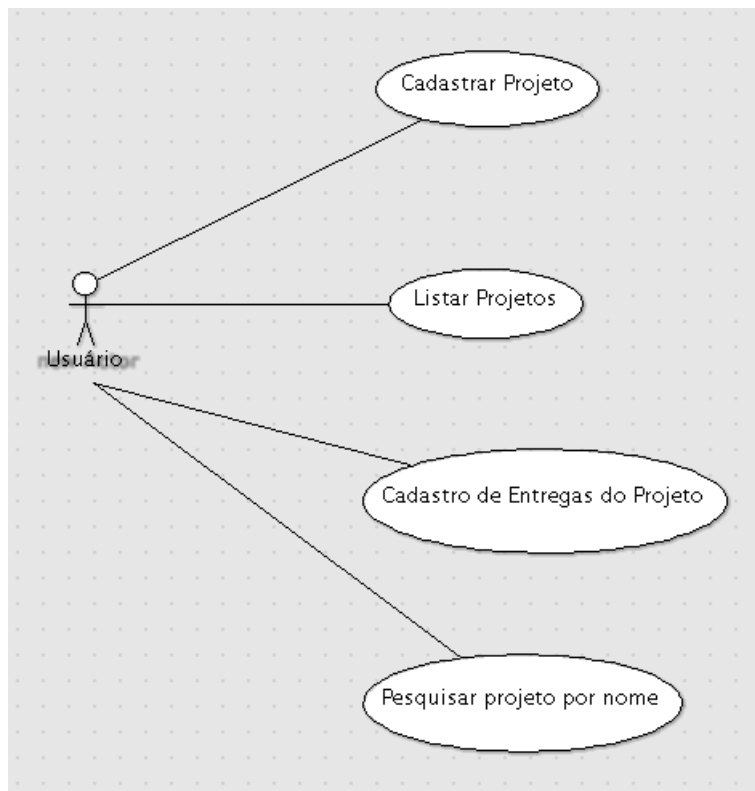 Cadastrar Projeto
Listar Projetos
Usuário
Cadastro de Entregas do Projeto
Pesquisar projeto por nome